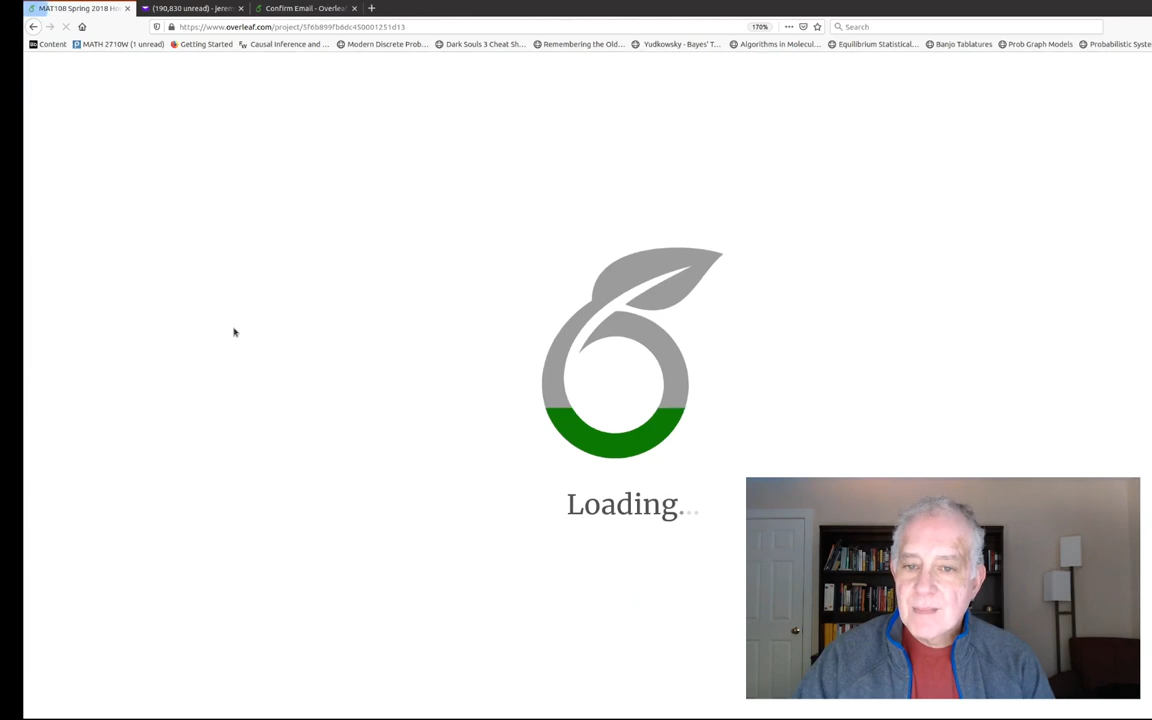 MAT10B Spring 2018 Ho
(190,830 unread) - jerem
Confirm Email - Overleaf
https://www.overleaf.com/project/5f6b899fb6dc450001251d13
170%
Search
Content
MATH 2710W (1 unread)
Getting Started
Causal Inference and ...
Modern Discrete Prob...
Dark Souls 3 Cheat Sh...
Remembering the Old...
Yudkowsky - Bayes' T...
Algorithms in Molecul...
Equilibrium Statistical...
Banjo Tablatures
Prob Graph Models
Probabilistic Syste
Loading...